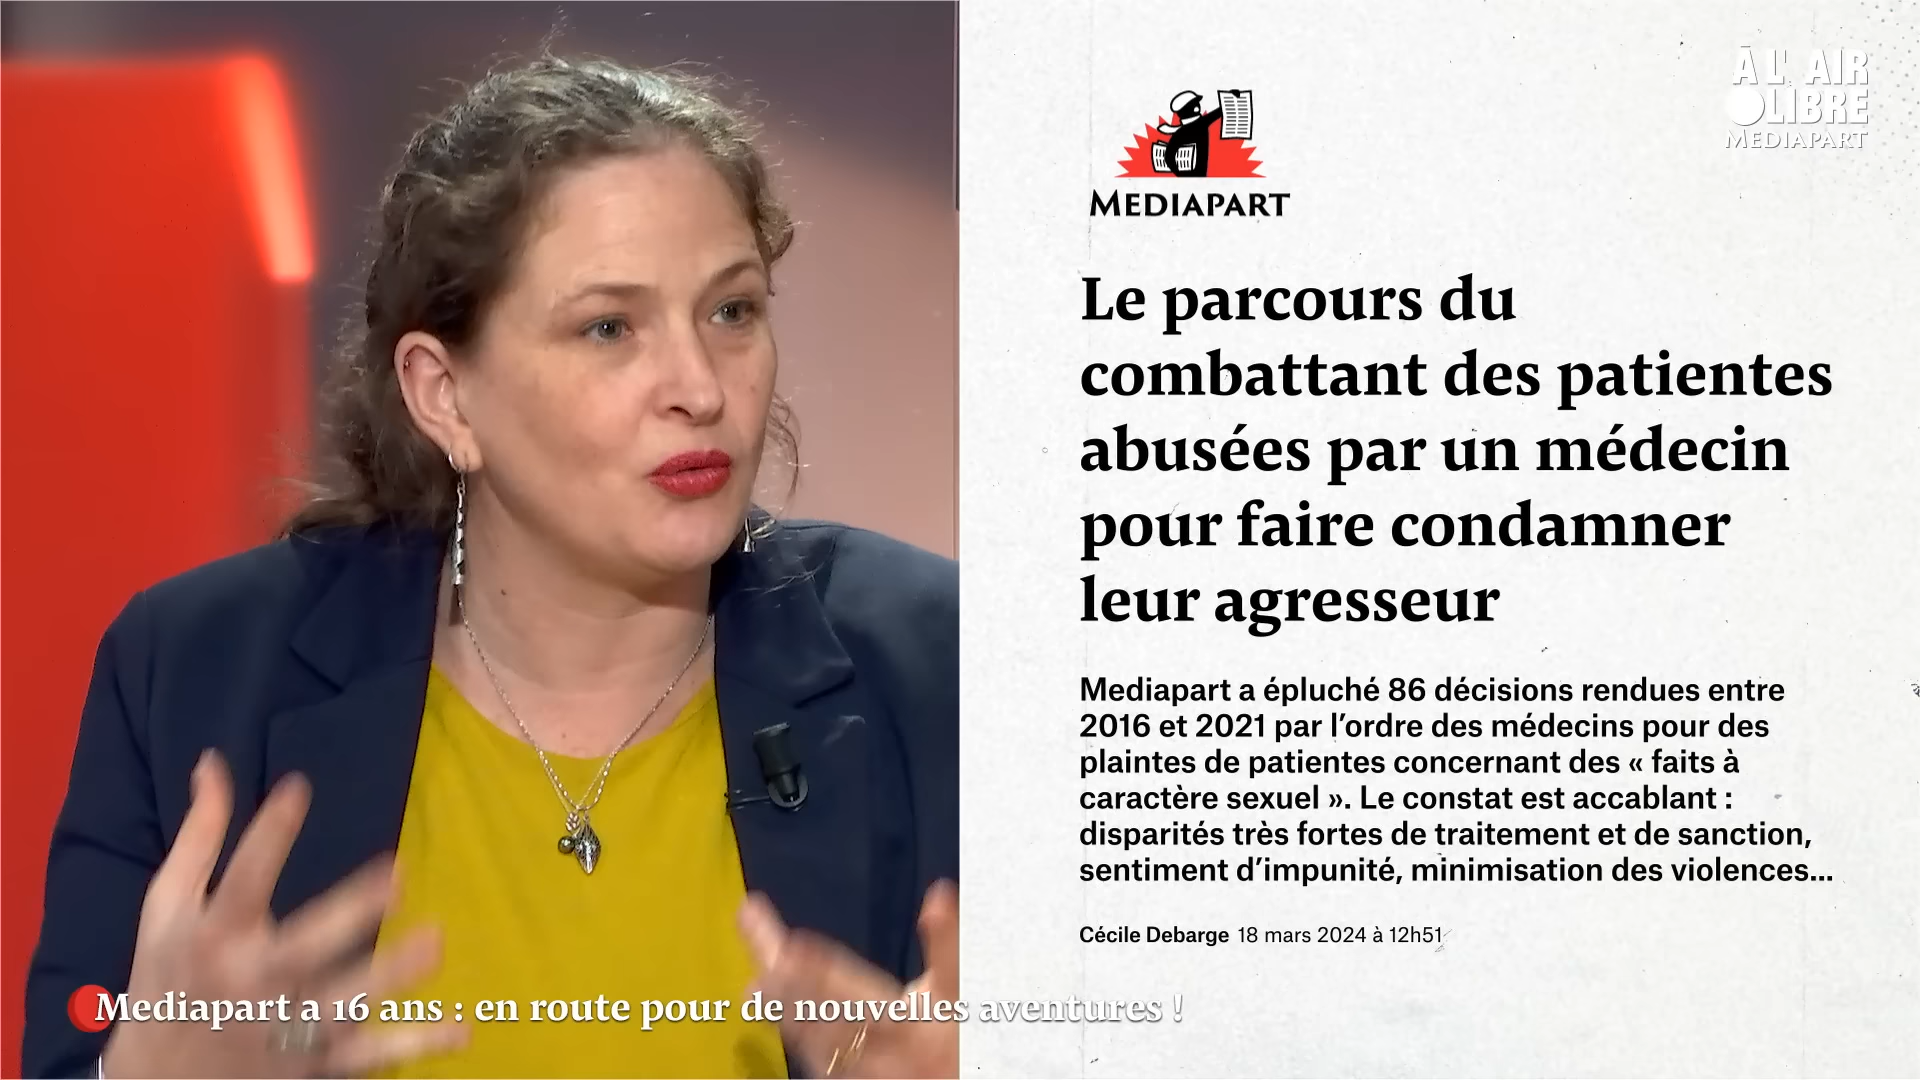 À L'AIR
LIBRE
MEDIAPART
MEDIAPART
Le parcours du
combattant des patientes
abusées par un médecin
pour faire condamner
leur agresseur
Mediapart a épluché 86 décisions rendues entre
2016 et 2021 par l’ordre des médecins pour des
plaintes de patientes concernant des « faits à
caractère sexuel ». Le constat est accablant :
disparités très fortes de traitement et de sanction,
sentiment d’impunité, minimisation des violences...
Cécile Debarge 18 mars 2024 à 12h51
Mediapart a 16 ans : en route pour de nouvelles aventures !